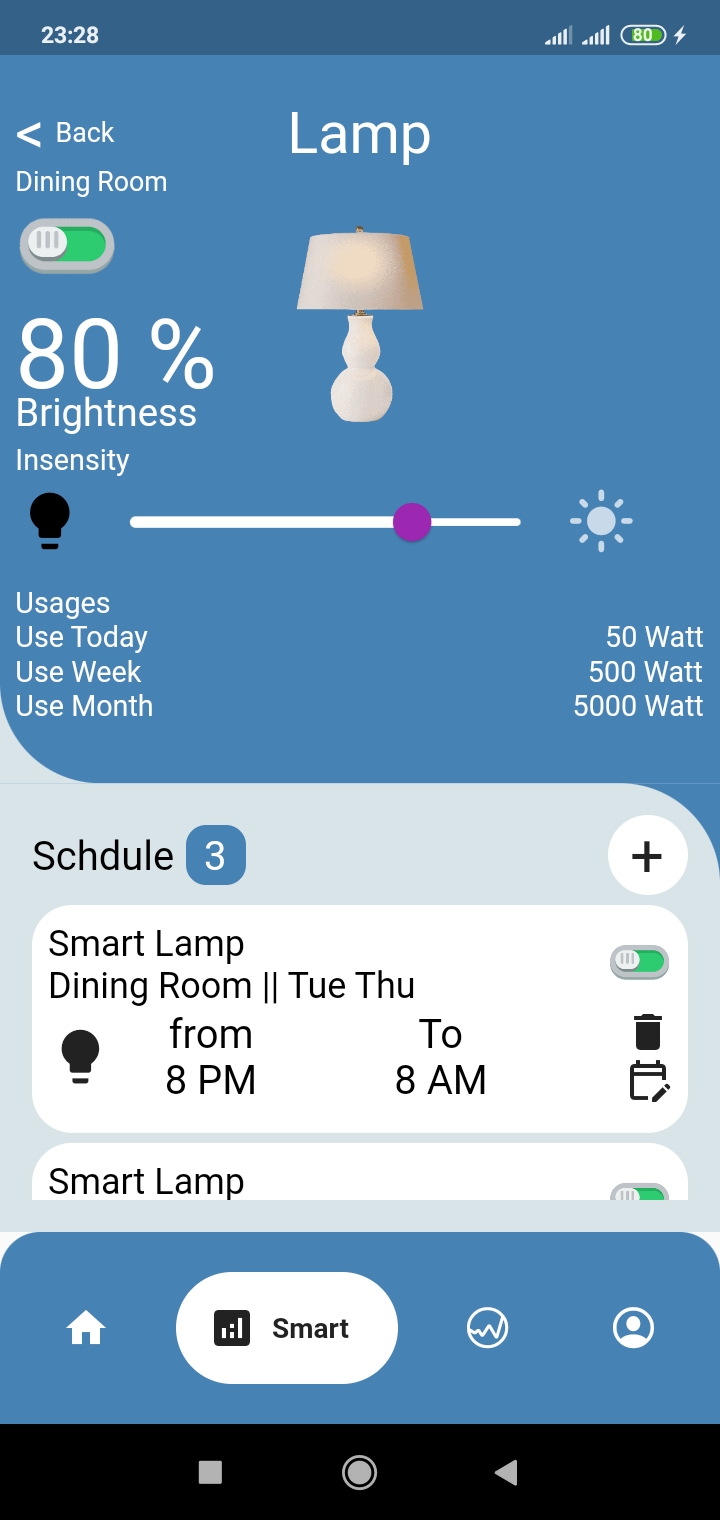 23:28
80
< Back
Lamp
Dining Room
80 %
Brightness
Insensity
Usages
Use Today 50 Watt
Use Week 500 Watt
Use Month 5000 Watt
Schdule 3
+
Smart Lamp
Dining Room || Tue Thu
from To
8 PM 8 AM
Smart Lamp
Smart